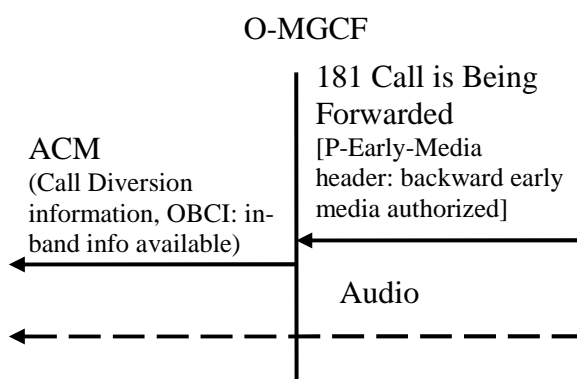 O-MGCF
181 Call is Being
Forwarded
[P-Early-Media
header: backward early
media authorized]
ACM
(Call Diversion
information, OBCI: in-
band info available)
Audio